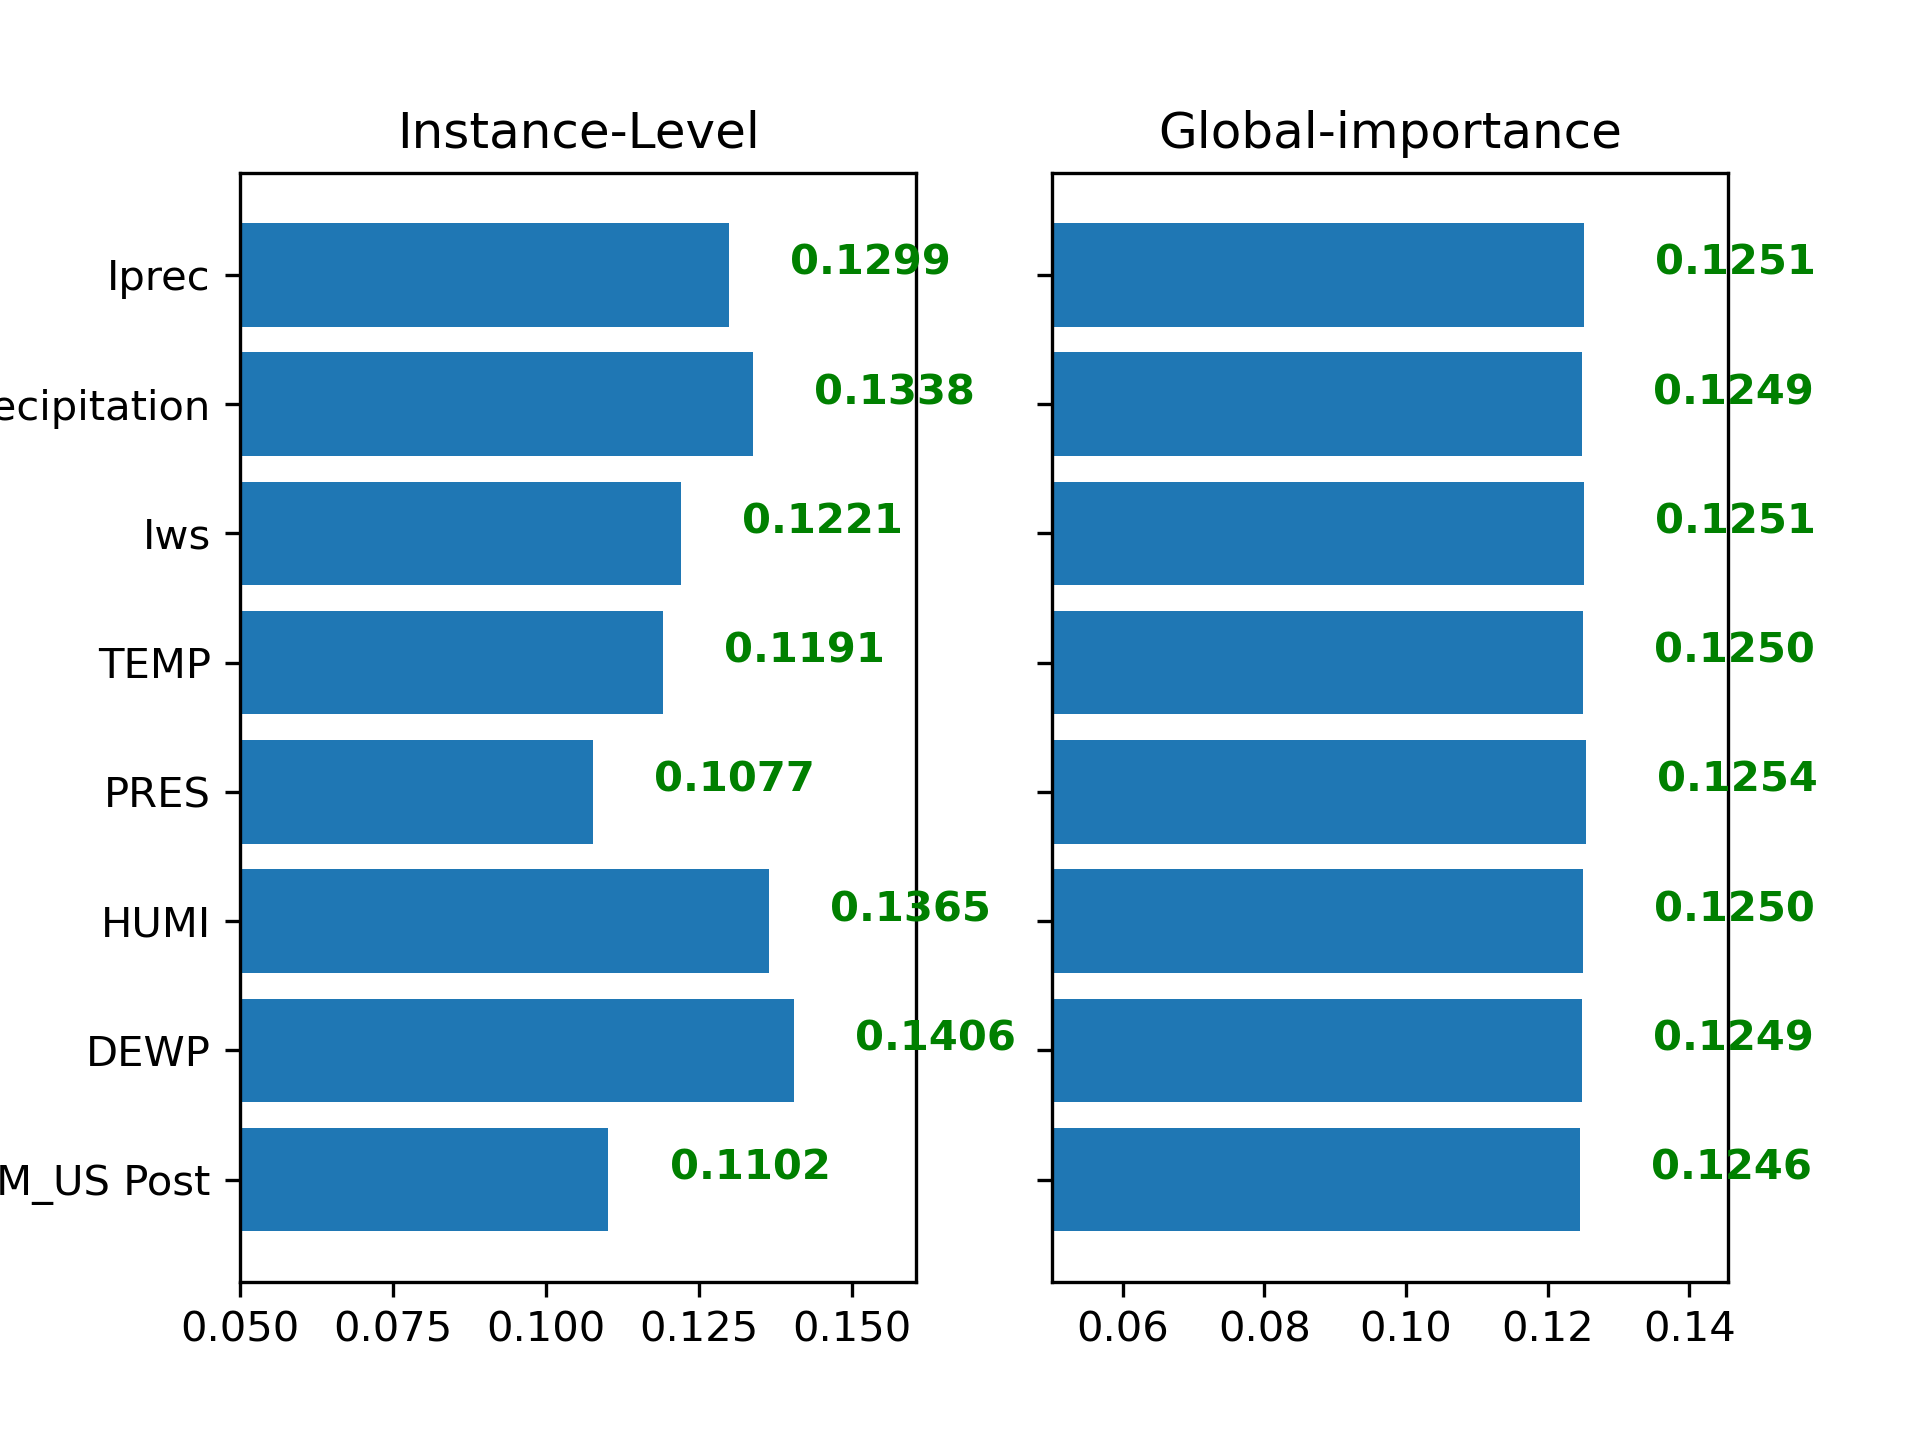 Instance-Level Global-importance
Iprec 0.1299 0.1251
ecipitation 0.1338 0.1249
Iws 0.1221 0.1251
TEMP 0.1191 0.1250
PRES 0.1077 0.1254
HUMI 0.1365 0.1250
DEWP 0.1406 0.1249
M_US Post 0.1102 0.1246
0.050 0.075 0.100 0.125 0.150 0.06 0.08 0.10 0.12 0.14